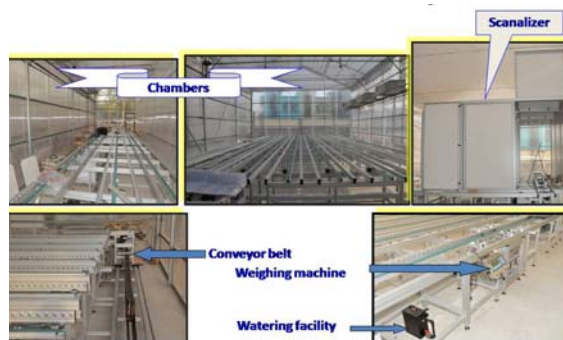 Scanalizer
Chambers
Conveyor belt
Weighing machine
Watering facility